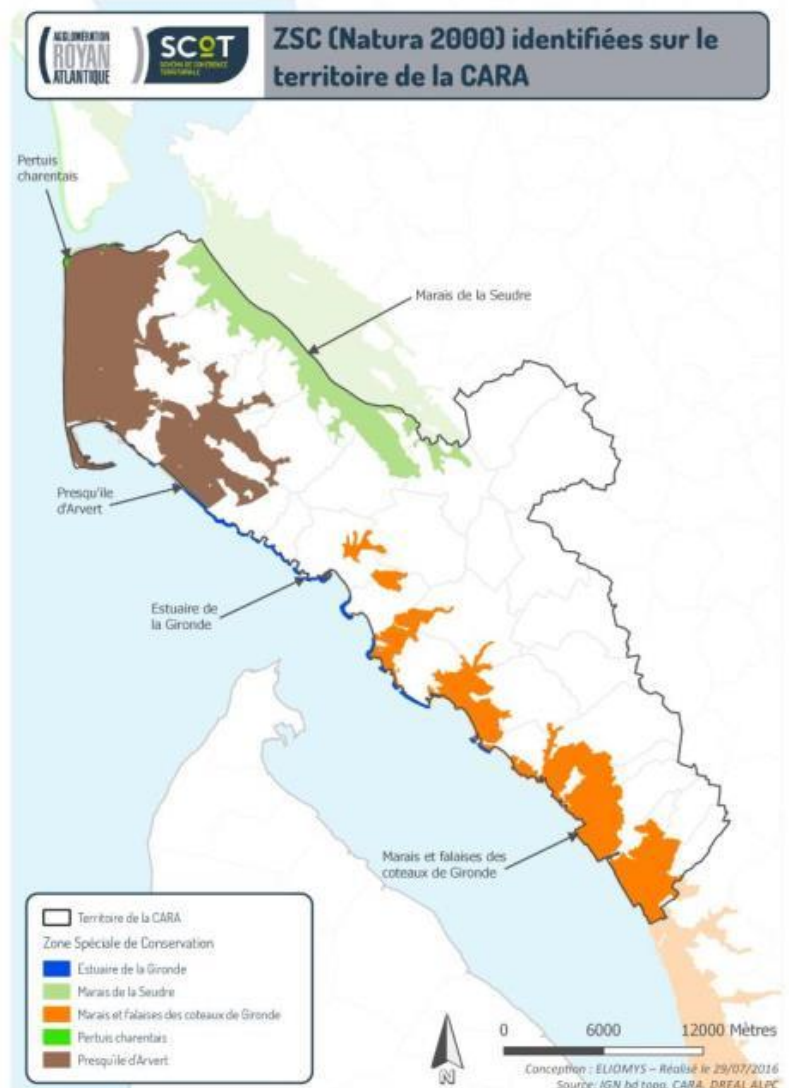 AGGLOMÉRATION
ROYAN
ATLANTIQUE
SCOT
SCHÉMA DE COHÉRENCE
TERRITORIALE
ZSC (Natura 2000) identifiées sur le
territoire de la CARA
Pertuis
charentais
Marais de la Seudre
Presqu'île
d'Arvert
Estuaire de
la Gironde
Marais et falaises des
coteaux de Gironde
Territoire de la CARA
Zone Spéciale de Conservation
Estuaire de la Gironde
Marais de la Seudre
Marais et falaises des coteaux de Gironde
Pertuis charentais
Presqu'île d'Arvert
N
0 6000 12000 Mètres
Conception : ELIOMYS – Réalisé le 29/07/2016
Source: IGN bd topo, CARA, DREAL ALPC